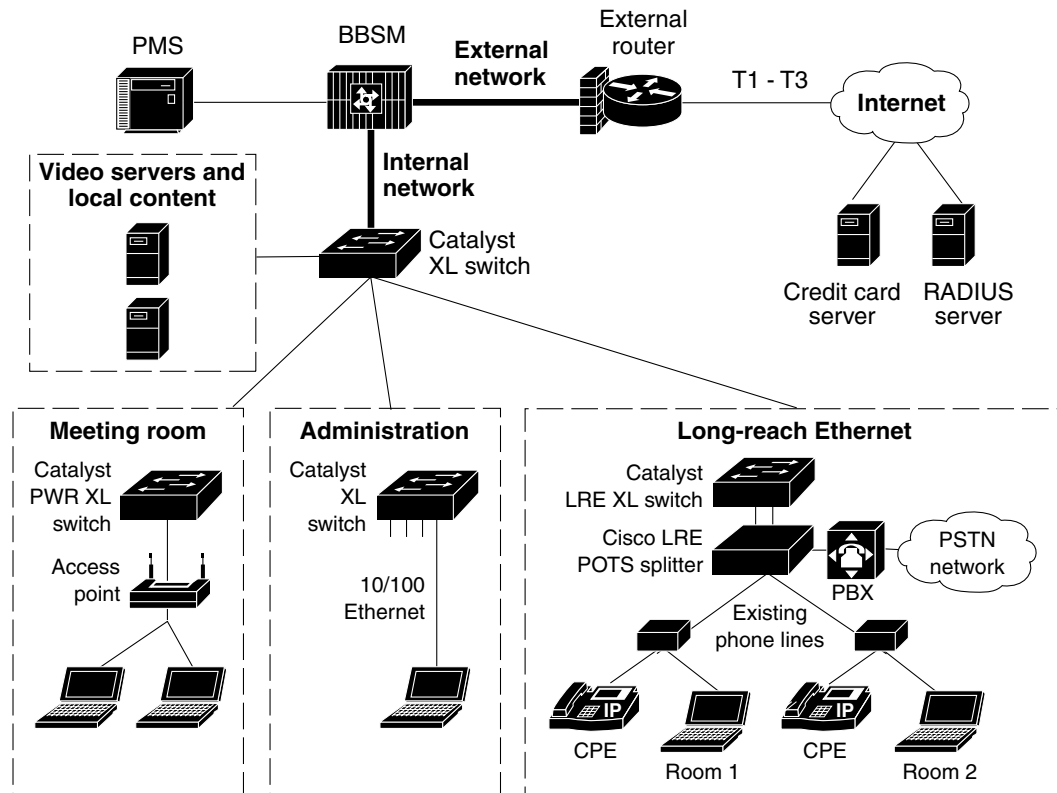 PMS
BBSM
External
router
External
network
T1 - T3
Internet
Internal
network
Video servers and
local content
Catalyst
XL switch
Credit card
server
RADIUS
server
Meeting room
Catalyst
PWR XL
switch
Access
point
Administration
Catalyst
XL
switch
10/100
Ethernet
Long-reach Ethernet
Catalyst
LRE XL switch
Cisco LRE
POTS splitter
PBX
PSTN
network
Existing
phone lines
IP
CPE
Room 1
IP
CPE
Room 2